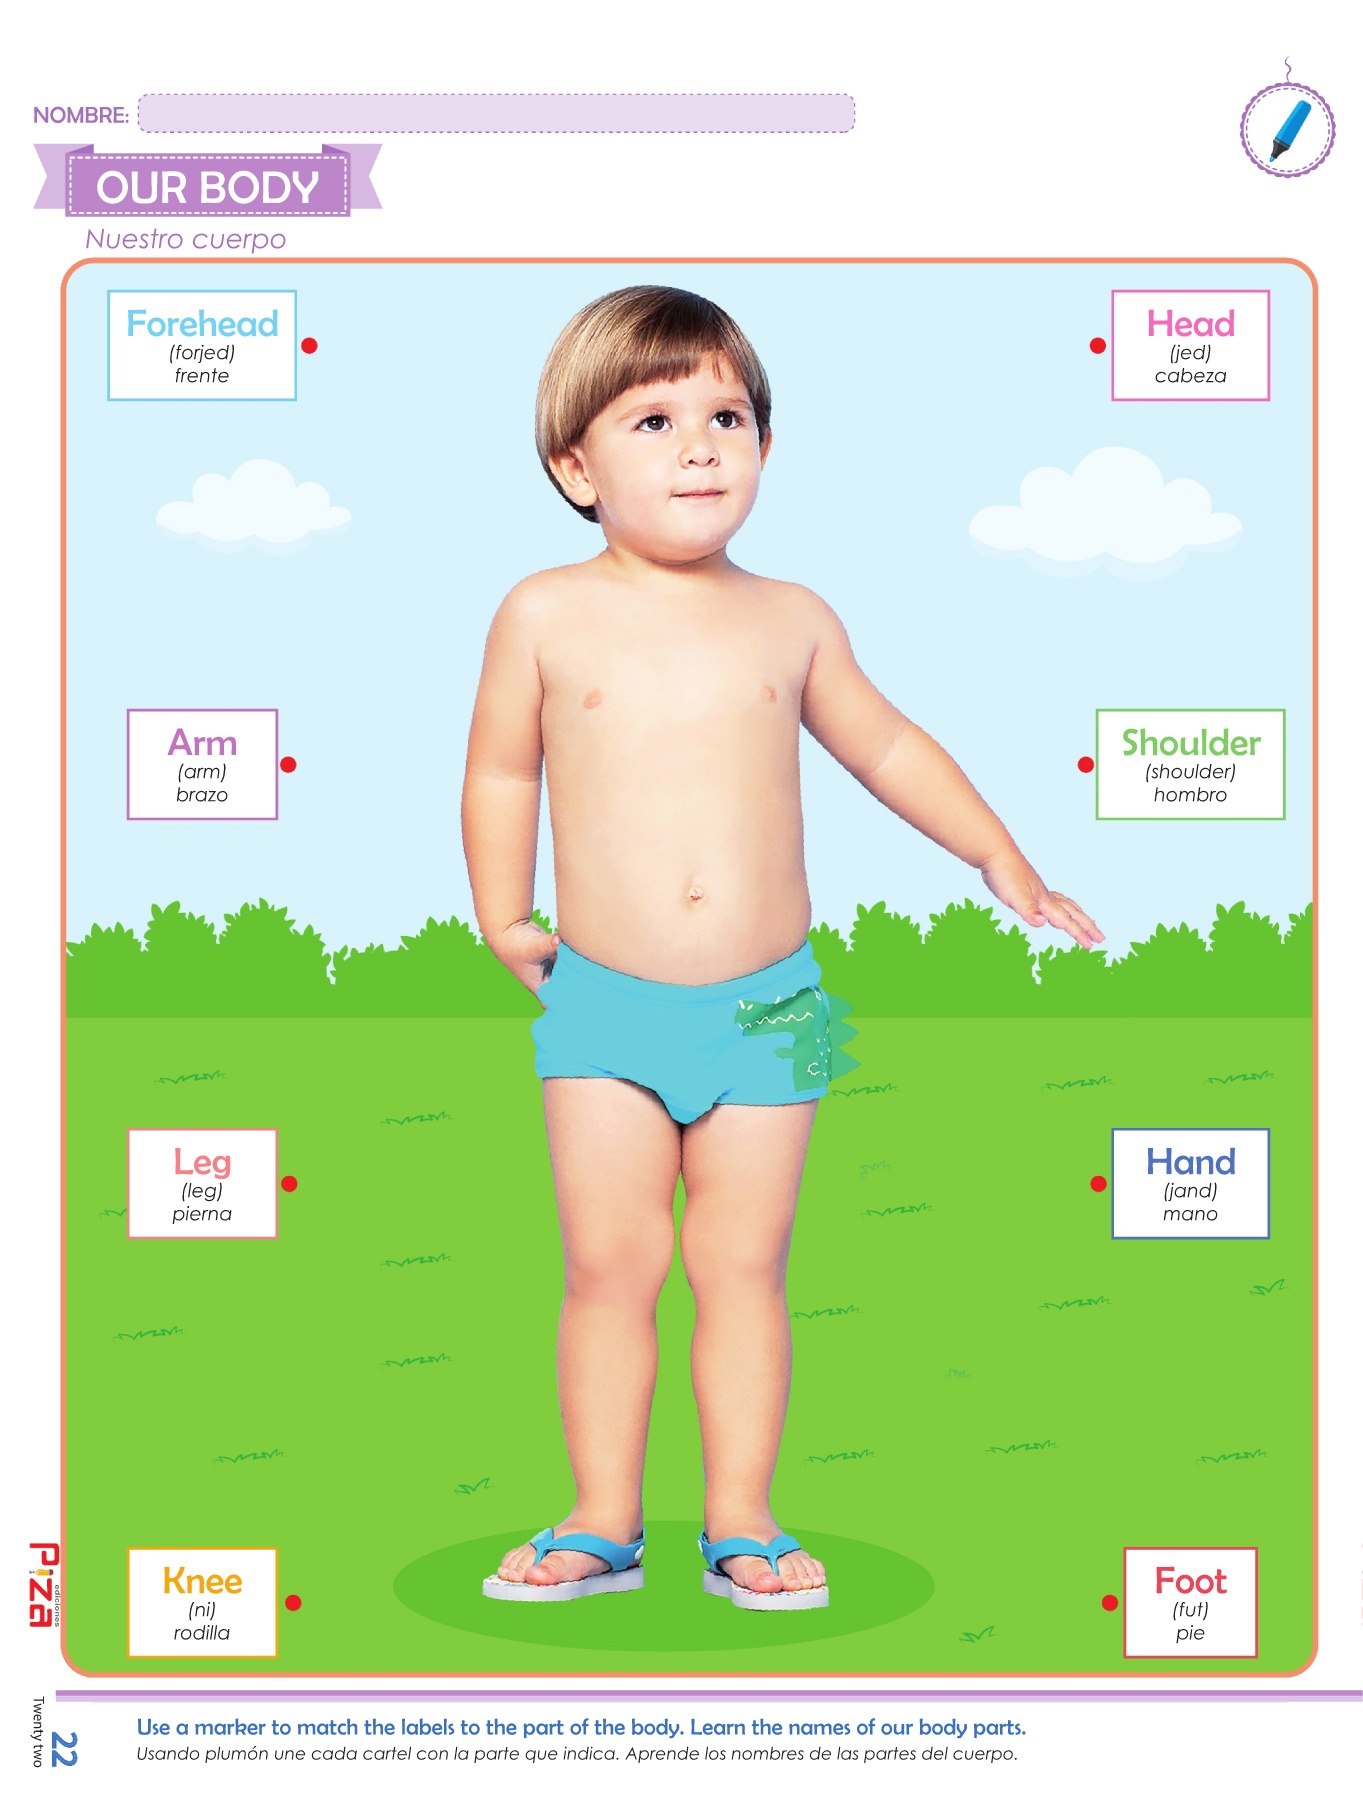 NOMBRE:
OUR BODY
Nuestro cuerpo
Forehead
(forjed)
frente
Head
(jed)
cabeza
Arm
(arm)
brazo
Shoulder
(shoulder)
hombro
Leg
(leg)
pierna
Hand
(jand)
mano
Knee
(ni)
rodilla
Foot
(fut)
pie
piza
ediciones
Twenty two
22
Use a marker to match the labels to the part of the body. Learn the names of our body parts.
Usando plumón une cada cartel con la parte que indica. Aprende los nombres de las partes del cuerpo.